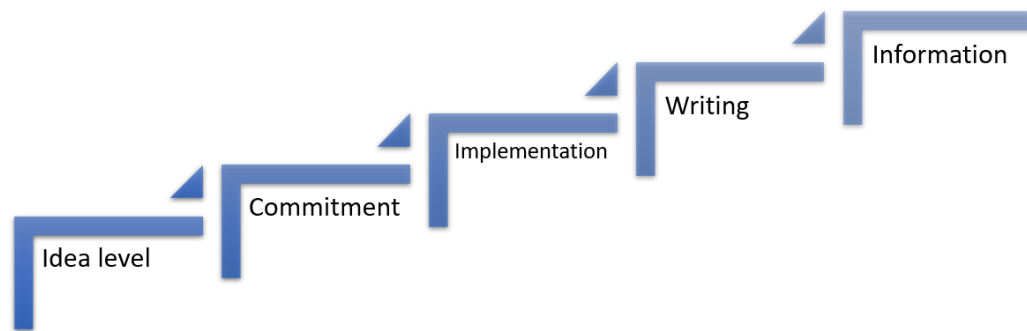 Idea level
Commitment
Implementation
Writing
Information